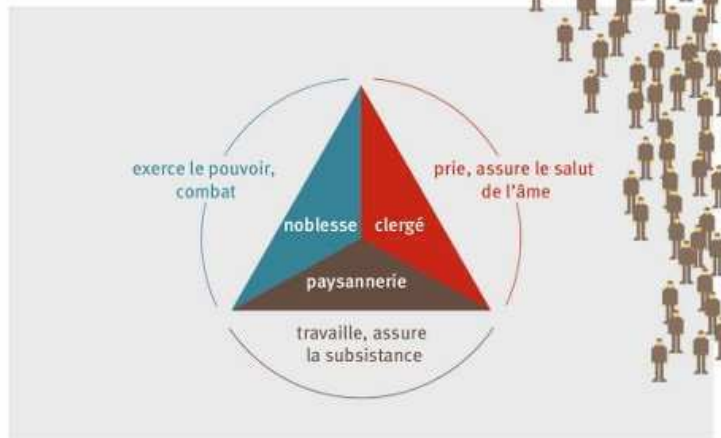 exerce le pouvoir,
combat
prie, assure le salut
de l'âme
noblesse
clergé
paysannerie
travaille, assure
la subsistance